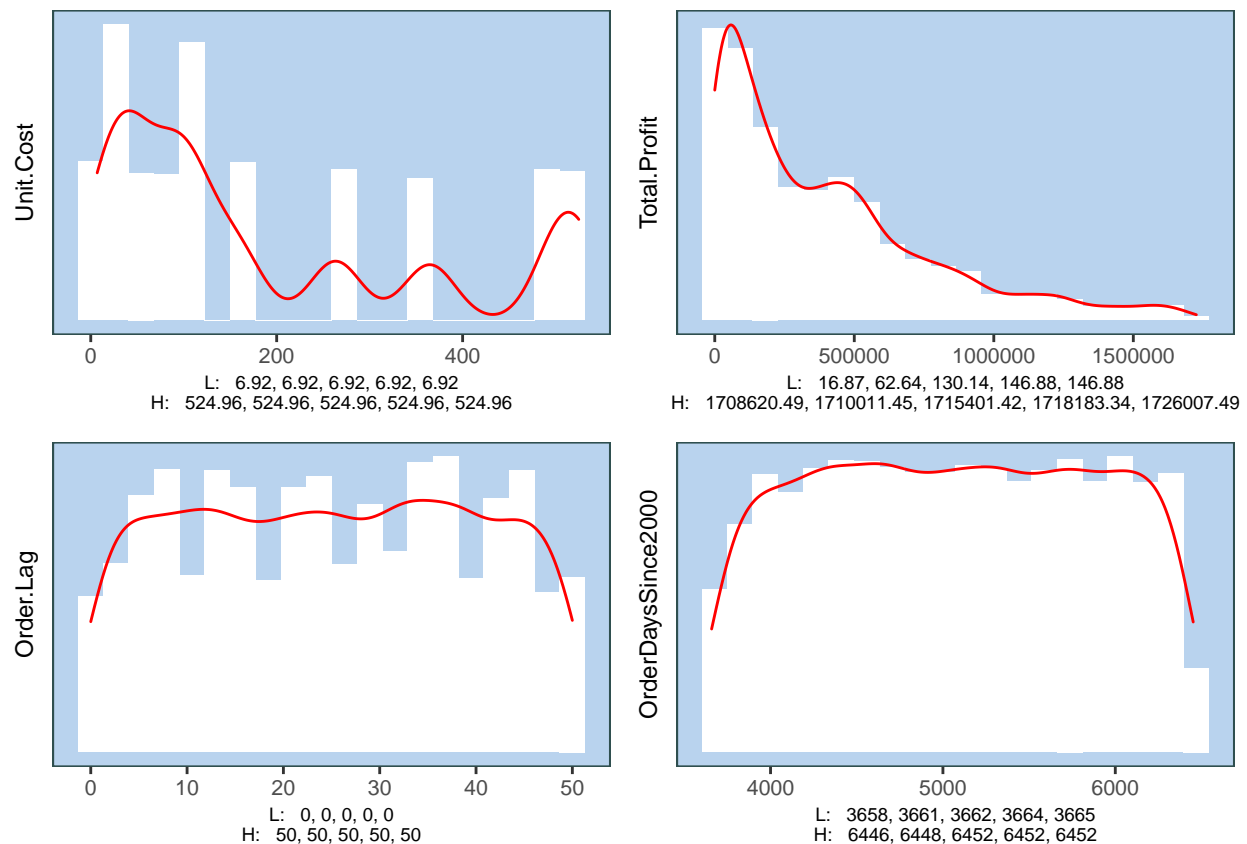 Unit.Cost
0 200 400
L: 6.92, 6.92, 6.92, 6.92, 6.92
H: 524.96, 524.96, 524.96, 524.96, 524.96
Total.Profit
0 500000 1000000 1500000
L: 16.87, 62.64, 130.14, 146.88, 146.88
H: 1708620.49, 1710011.45, 1715401.42, 1718183.34, 1726007.49
Order.Lag
0 10 20 30 40 50
L: 0, 0, 0, 0, 0
H: 50, 50, 50, 50, 50
OrderDaysSince2000
4000 5000 6000
L: 3658, 3661, 3662, 3664, 3665
H: 6446, 6448, 6452, 6452, 6452